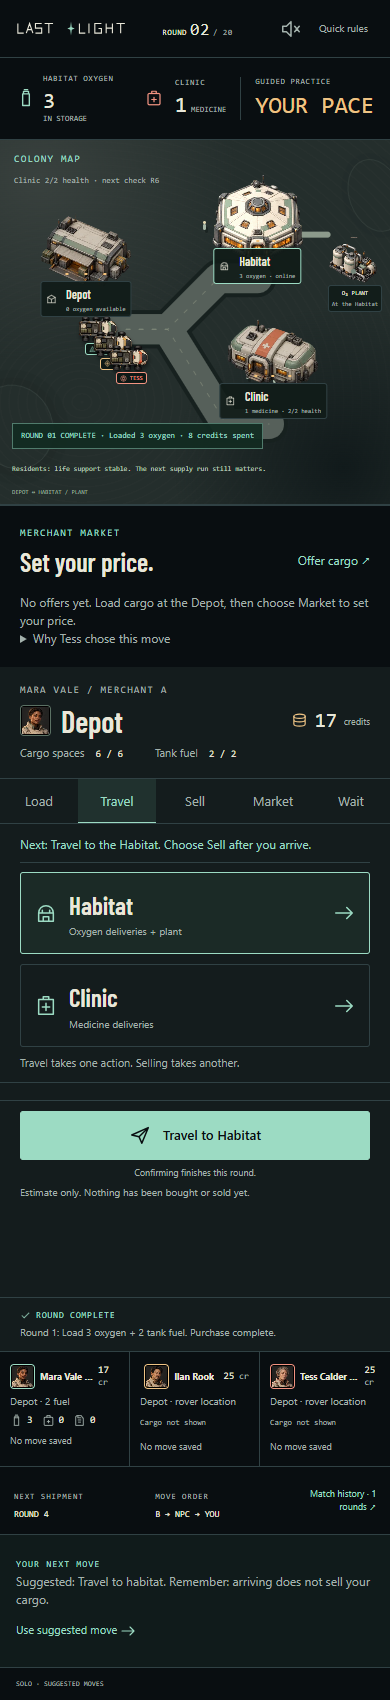 LAST LIGHT
ROUND 02 / 20
Quick rules
HABITAT OXYGEN
3
IN STORAGE
CLINIC
1 MEDICINE
GUIDED PRACTICE
YOUR PACE
COLONY MAP
Clinic 2/2 health · next check R6
Habitat
3 oxygen · online
Depot
0 oxygen available
O₂ PLANT
At the Habitat
TESS
Clinic
1 medicine · 2/2 health
ROUND 01 COMPLETE · Loaded 3 oxygen · 8 credits spent
Residents: life support stable. The next supply run still matters.
DEPOT ↔ HABITAT / PLANT
MERCHANT MARKET
Set your price.
Offer cargo ↗
No offers yet. Load cargo at the Depot, then choose Market to set
your price.
▶ Why Tess chose this move
MARA VALE / MERCHANT A
Depot
17 credits
Cargo spaces 6 / 6
Tank fuel 2 / 2
Load
Travel
Sell
Market
Wait
Next: Travel to the Habitat. Choose Sell after you arrive.
Habitat
Oxygen deliveries + plant
Clinic
Medicine deliveries
Travel takes one action. Selling takes another.
Travel to Habitat
Confirming finishes this round.
Estimate only. Nothing has been bought or sold yet.
ROUND COMPLETE
Round 1: Load 3 oxygen + 2 tank fuel. Purchase complete.
Mara Vale ... 17 cr
Depot · 2 fuel
3 0 0
No move saved
Ilan Rook 25 cr
Depot · rover location
Cargo not shown
No move saved
Tess Calder ... 25 cr
Depot · rover location
Cargo not shown
No move saved
NEXT SHIPMENT
ROUND 4
MOVE ORDER
B → NPC → YOU
Match history · 1
rounds ↗
YOUR NEXT MOVE
Suggested: Travel to habitat. Remember: arriving does not sell your
cargo.
Use suggested move →
SOLO · SUGGESTED MOVES